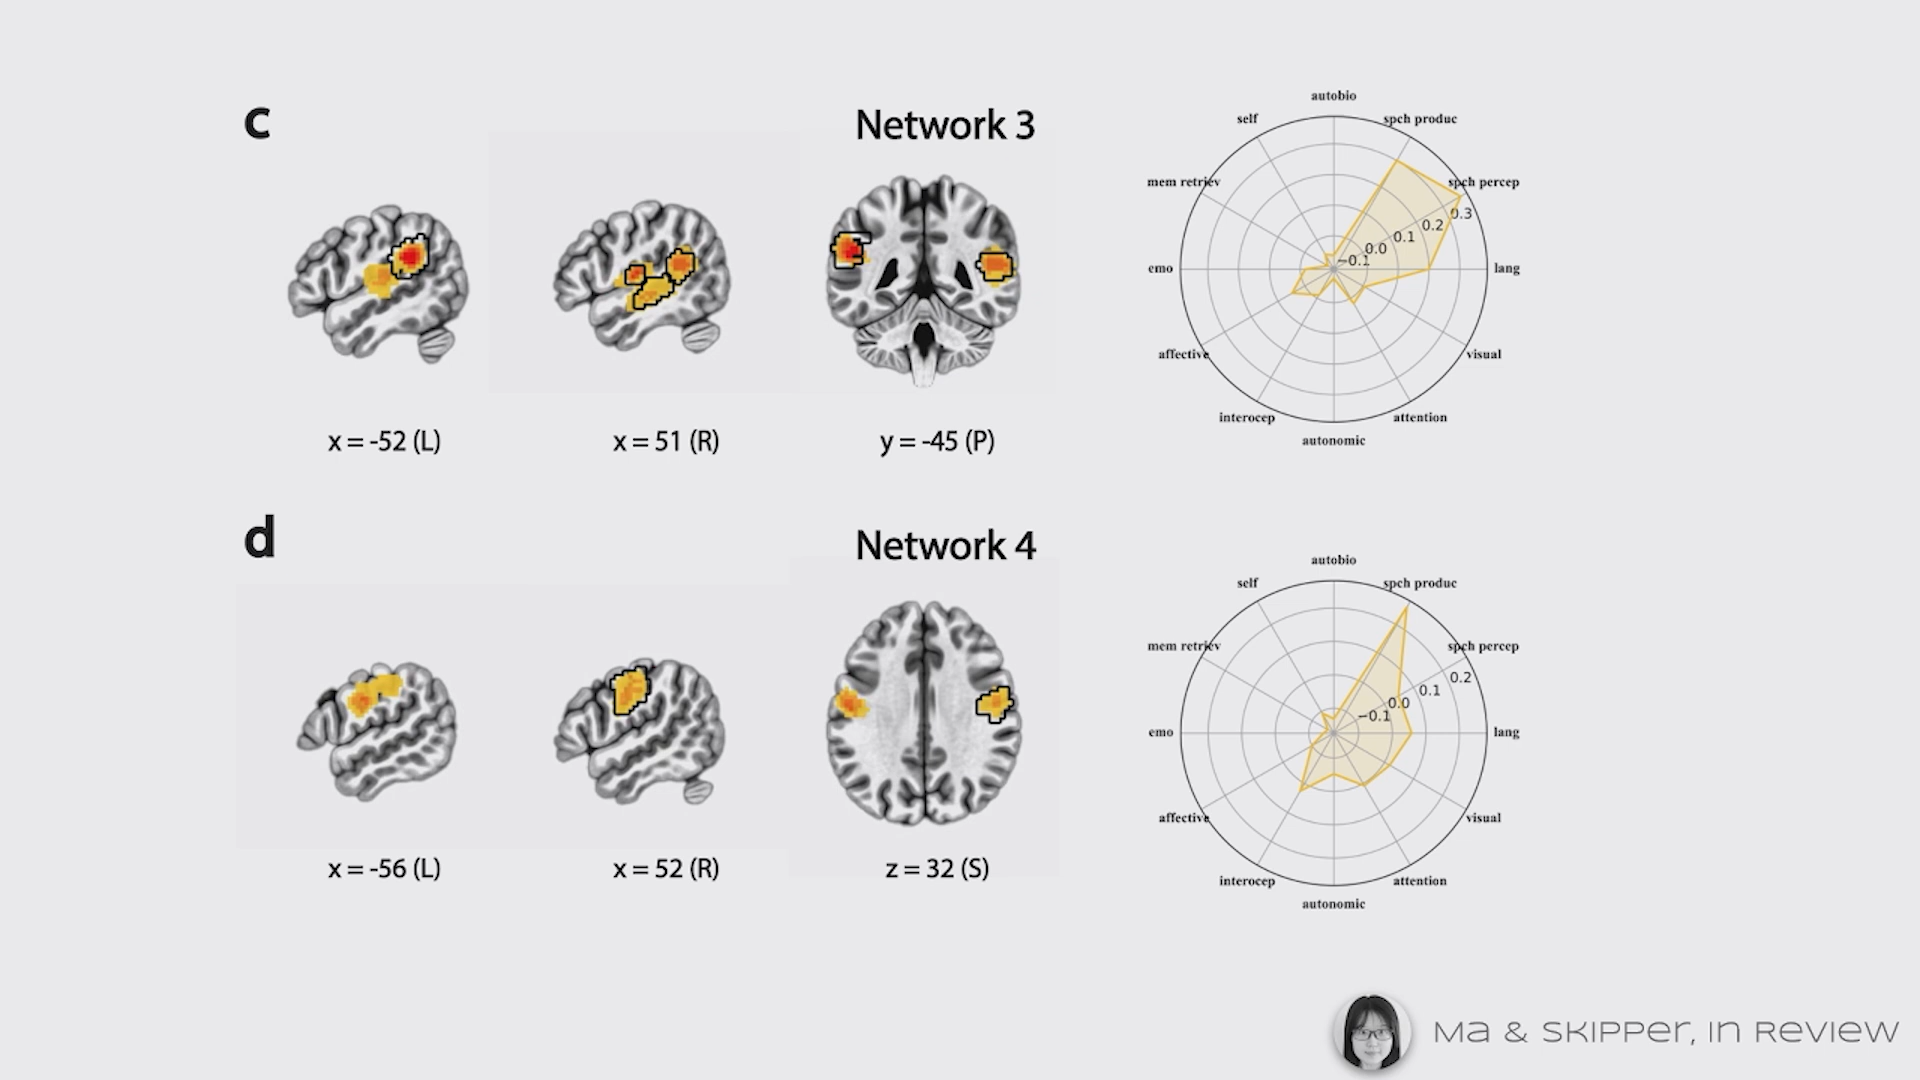 c
Network 3
x = -52 (L)
x = 51 (R)
y = -45 (P)
autobio
self
spch produc
mem retriev
spch percep
0.3
0.2
0.1
0.0
−0.1
emo
lang
affective
visual
interocep
attention
autonomic
d
Network 4
x = -56 (L)
x = 52 (R)
z = 32 (S)
autobio
self
spch produc
mem retriev
spch percep
0.2
0.1
0.0
−0.1
emo
lang
affective
visual
interocep
attention
autonomic
Ma & Skipper, in Review